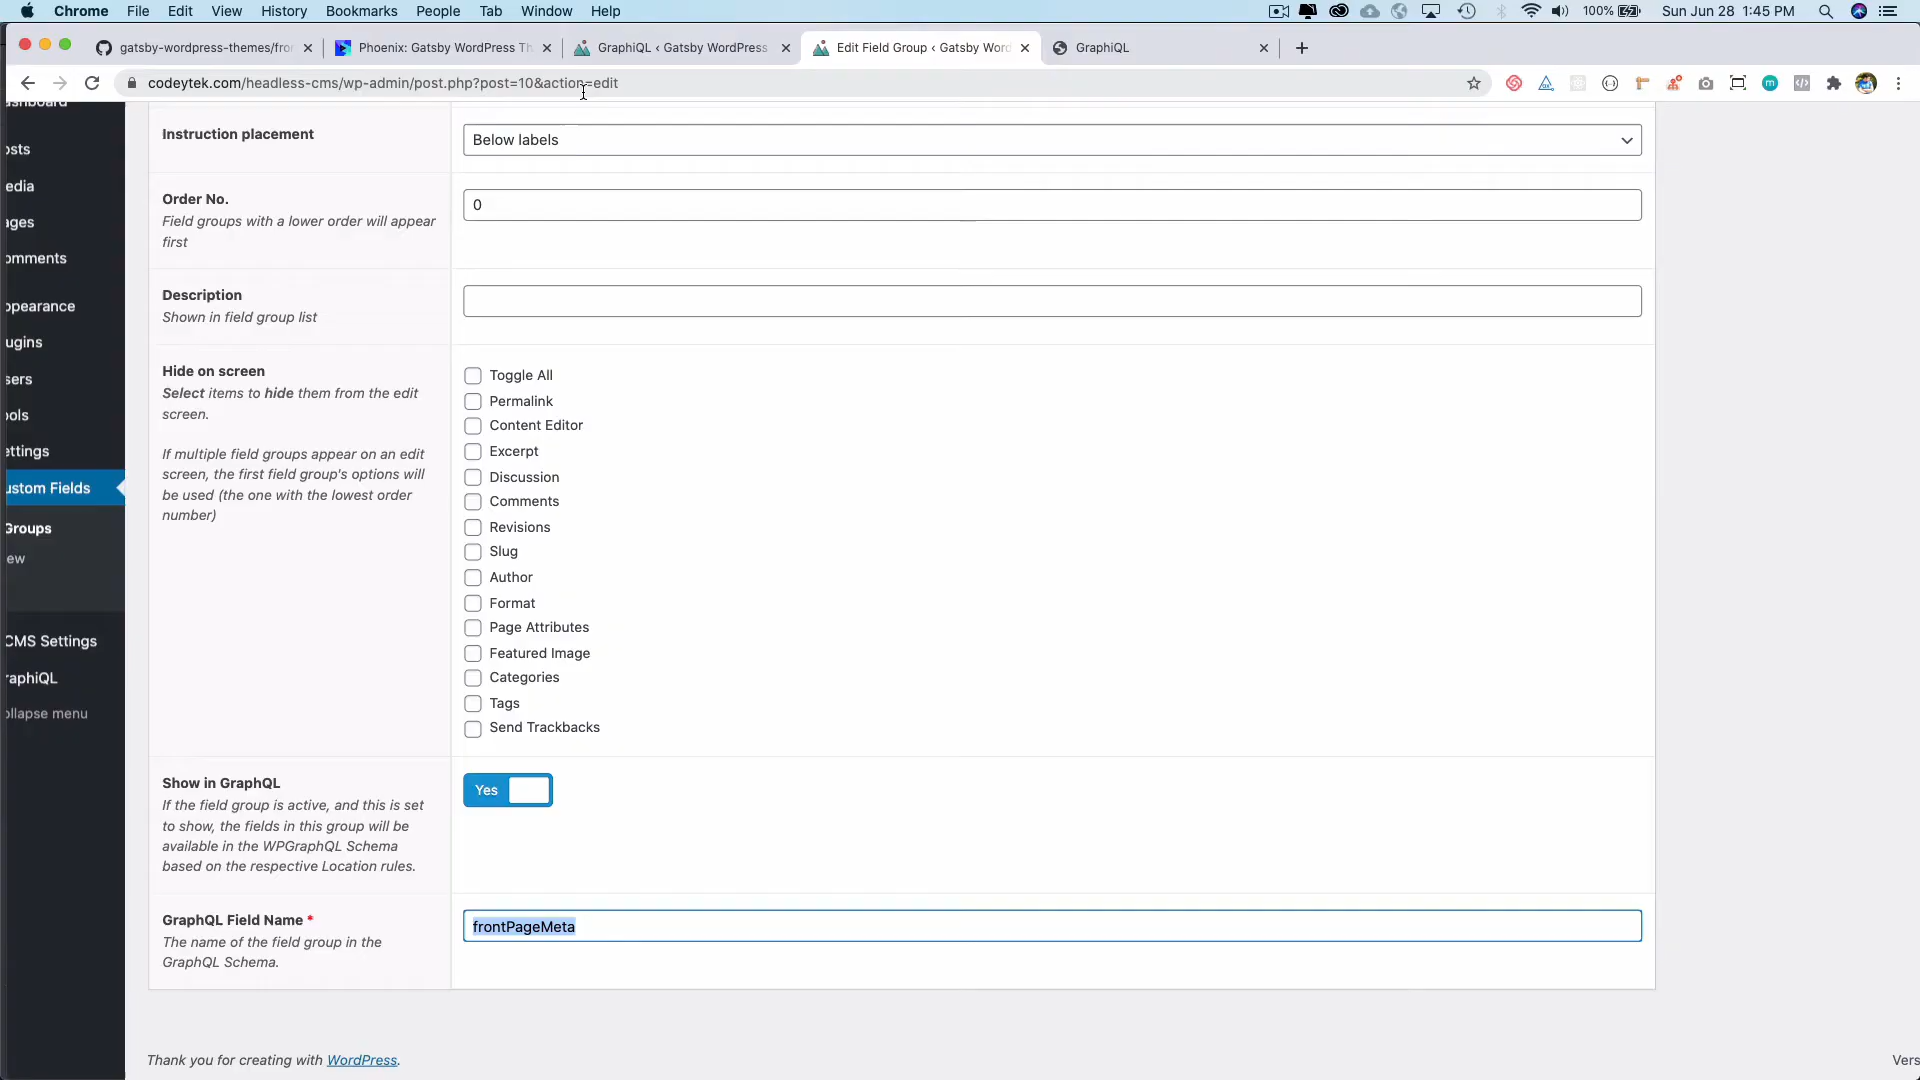 Chrome File Edit View History Bookmarks People Tab Window Help 100% Sun Jun 28 1:45 PM
gatsby-wordpress-themes/fro Phoenix: Gatsby WordPress Th GraphiQL ‹ Gatsby WordPress Edit Field Group ‹ Gatsby Word GraphiQL
codeytek.com/headless-cms/wp-admin/post.php?post=10&action=edit
ashboard
osts
edia
ages
omments
ppearance
ugins
sers
ools
ettings
ustom Fields
Groups
ew
CMS Settings
raphiQL
ollapse menu
Instruction placement
Below labels
Order No.
Field groups with a lower order will appear
first
0
Description
Shown in field group list
Hide on screen
Select items to hide them from the edit
screen.
If multiple field groups appear on an edit
screen, the first field group's options will
be used (the one with the lowest order
number)
Toggle All
Permalink
Content Editor
Excerpt
Discussion
Comments
Revisions
Slug
Author
Format
Page Attributes
Featured Image
Categories
Tags
Send Trackbacks
Show in GraphQL
If the field group is active, and this is set
to show, the fields in this group will be
available in the WPGraphQL Schema
based on the respective Location rules.
Yes
GraphQL Field Name *
The name of the field group in the
GraphQL Schema.
frontPageMeta
Thank you for creating with WordPress.
Vers